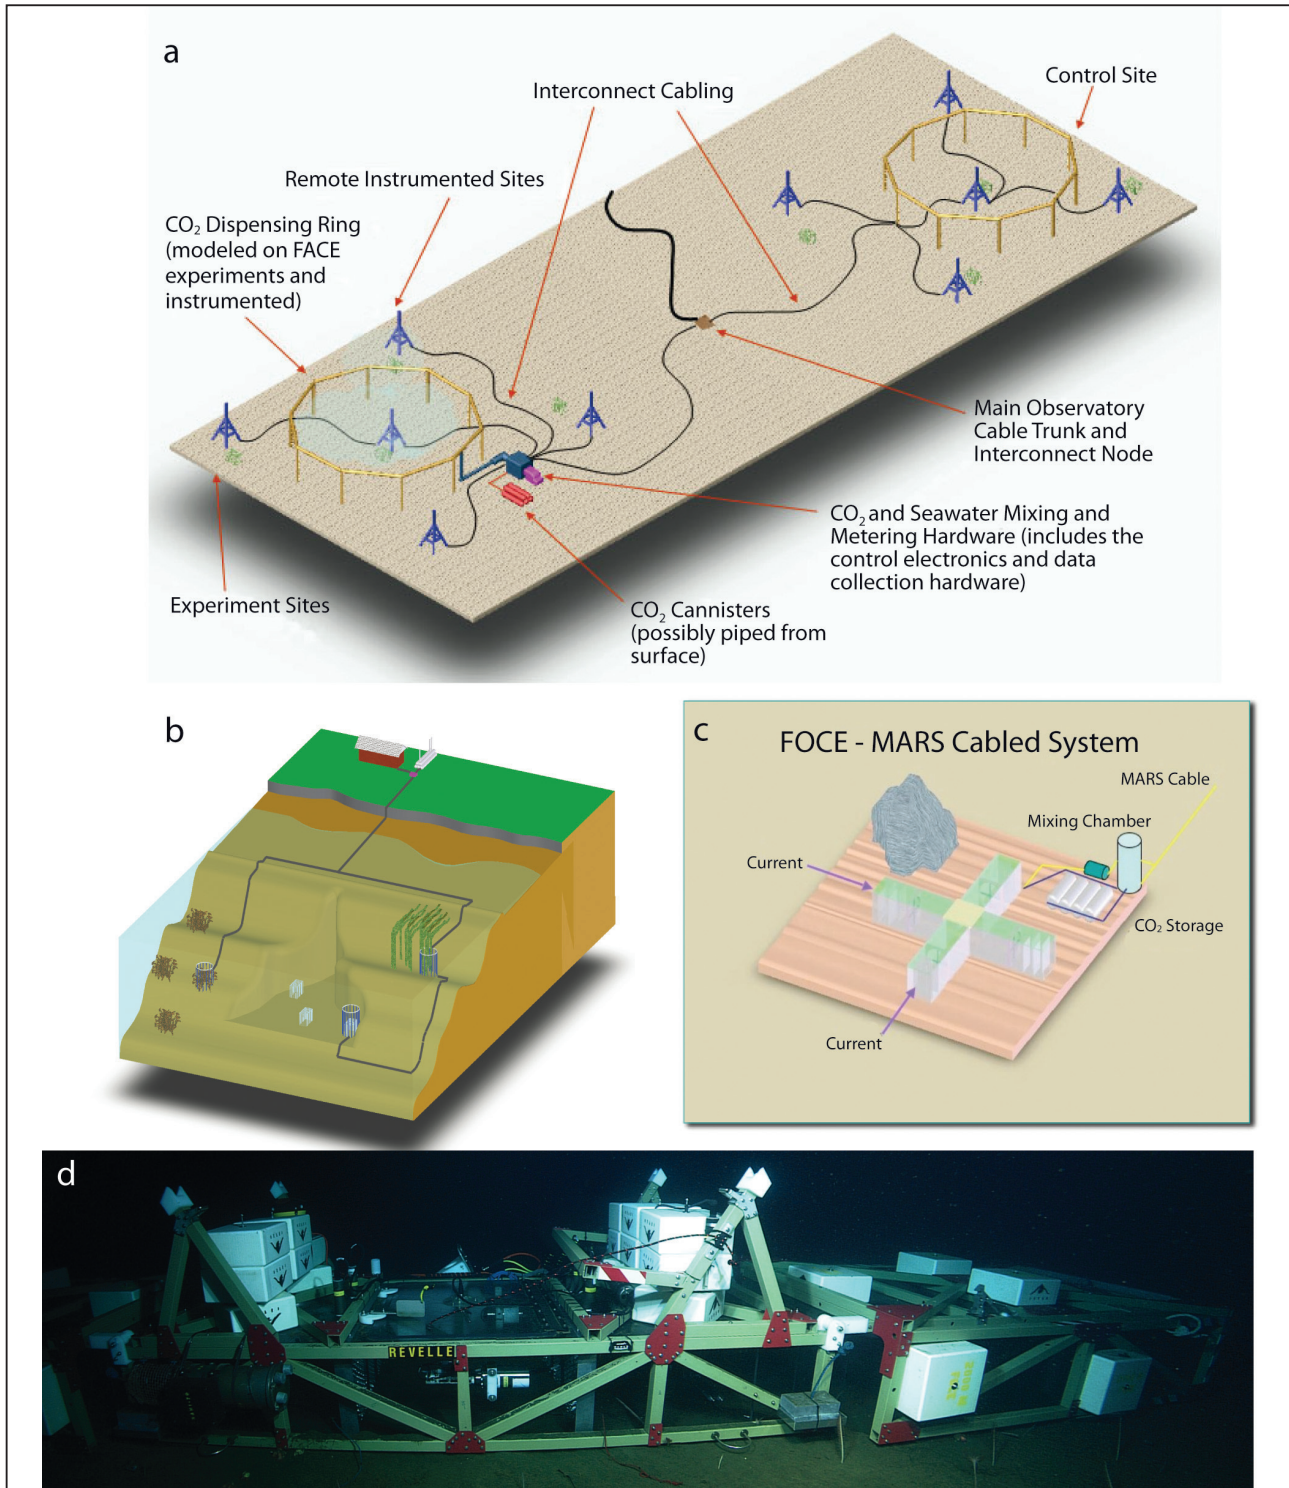 a
Interconnect Cabling
Control Site
Remote Instrumented Sites
CO₂ Dispensing Ring
(modeled on FACE
experiments and
instrumented)
Main Observatory
Cable Trunk and
Interconnect Node
CO₂ and Seawater Mixing and
Metering Hardware (includes the
control electronics and data
collection hardware)
Experiment Sites
CO₂ Cannisters
(possibly piped from
surface)
b
c
FOCE - MARS Cabled System
MARS Cable
Mixing Chamber
Current
CO₂ Storage
Current
d
REVELLE